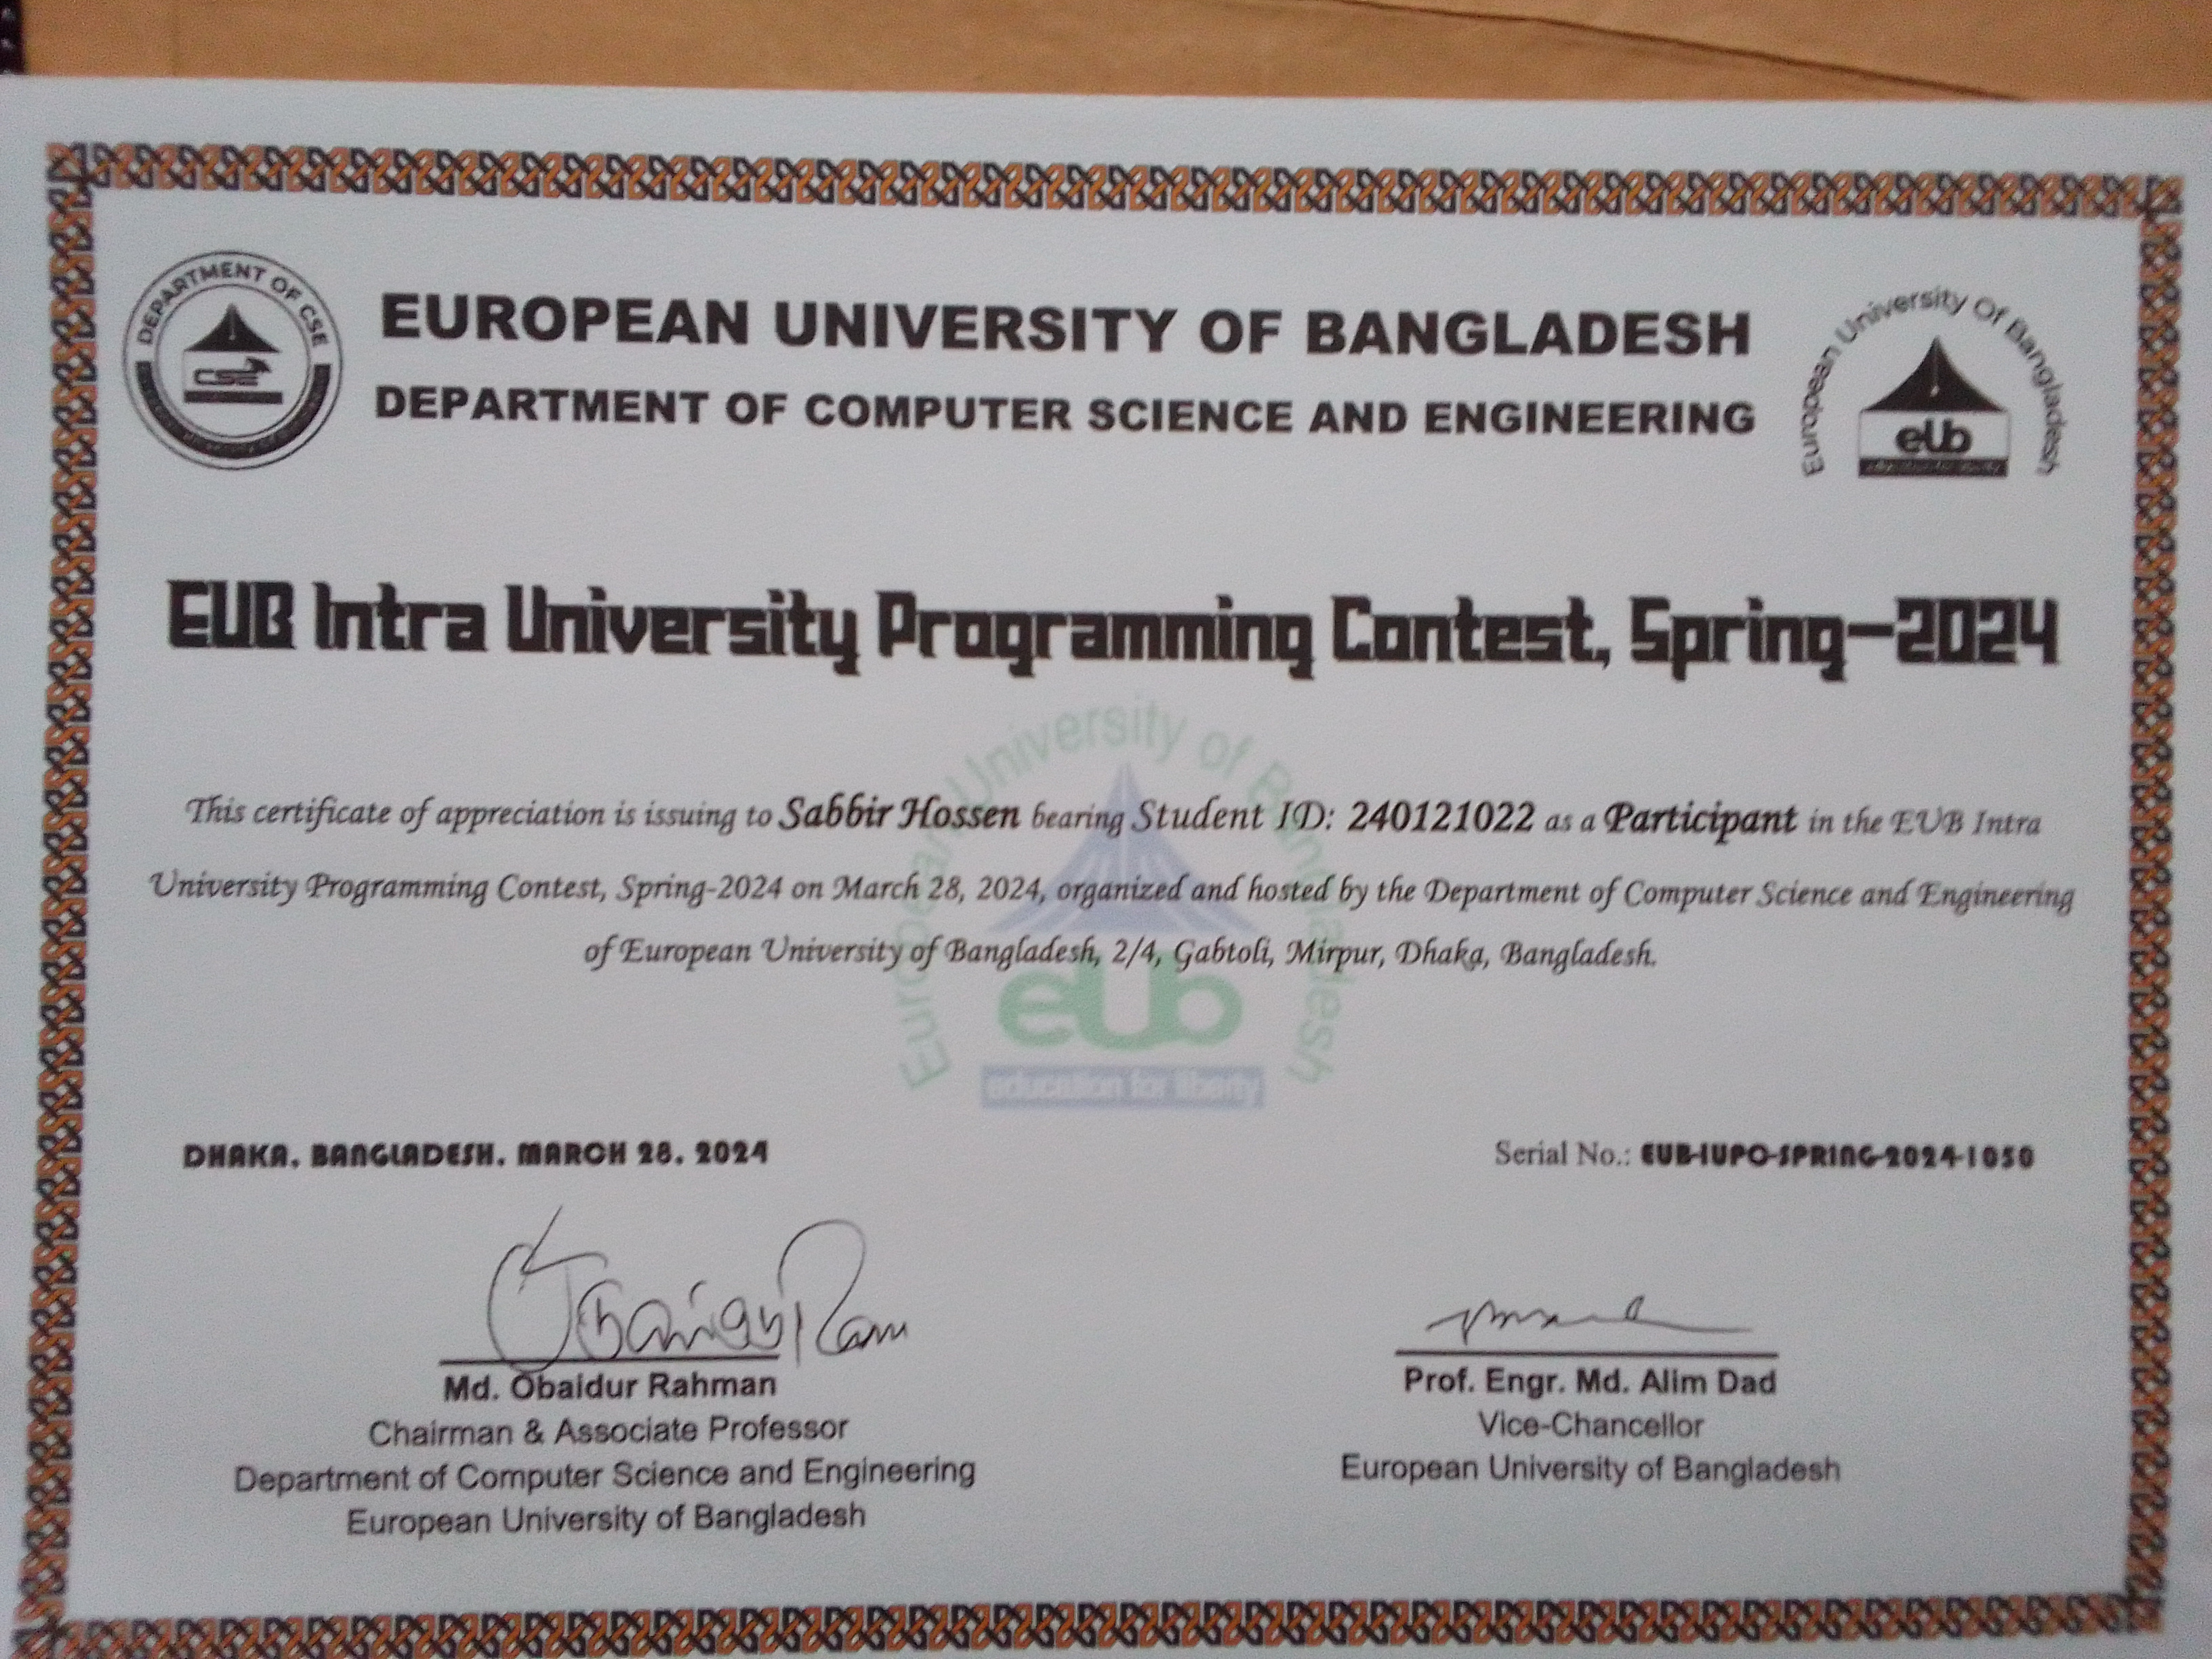 DEPARTMENT OF CSE
CSE
EUROPEAN UNIVERSITY OF BANGLADESH
DEPARTMENT OF COMPUTER SCIENCE AND ENGINEERING
European University Of Bangladesh
eUb
EUB Intra University Programming Contest, Spring-2024
This certificate of appreciation is issuing to Sabbir Hossen bearing Student ID: 240121022 as a Participant in the EUB Intra
University Programming Contest, Spring-2024 on March 28, 2024, organized and hosted by the Department of Computer Science and Engineering
of European University of Bangladesh, 2/4, Gabtoli, Mirpur, Dhaka, Bangladesh.
European University of Bangladesh
eUb
education for liberty
DHAKA, BANGLADESH, MARCH 28, 2024
Serial No.: EUB-IUPC-SPRING-2024-1050
Md. Obaidur Rahman
Chairman & Associate Professor
Department of Computer Science and Engineering
European University of Bangladesh
Prof. Engr. Md. Alim Dad
Vice-Chancellor
European University of Bangladesh